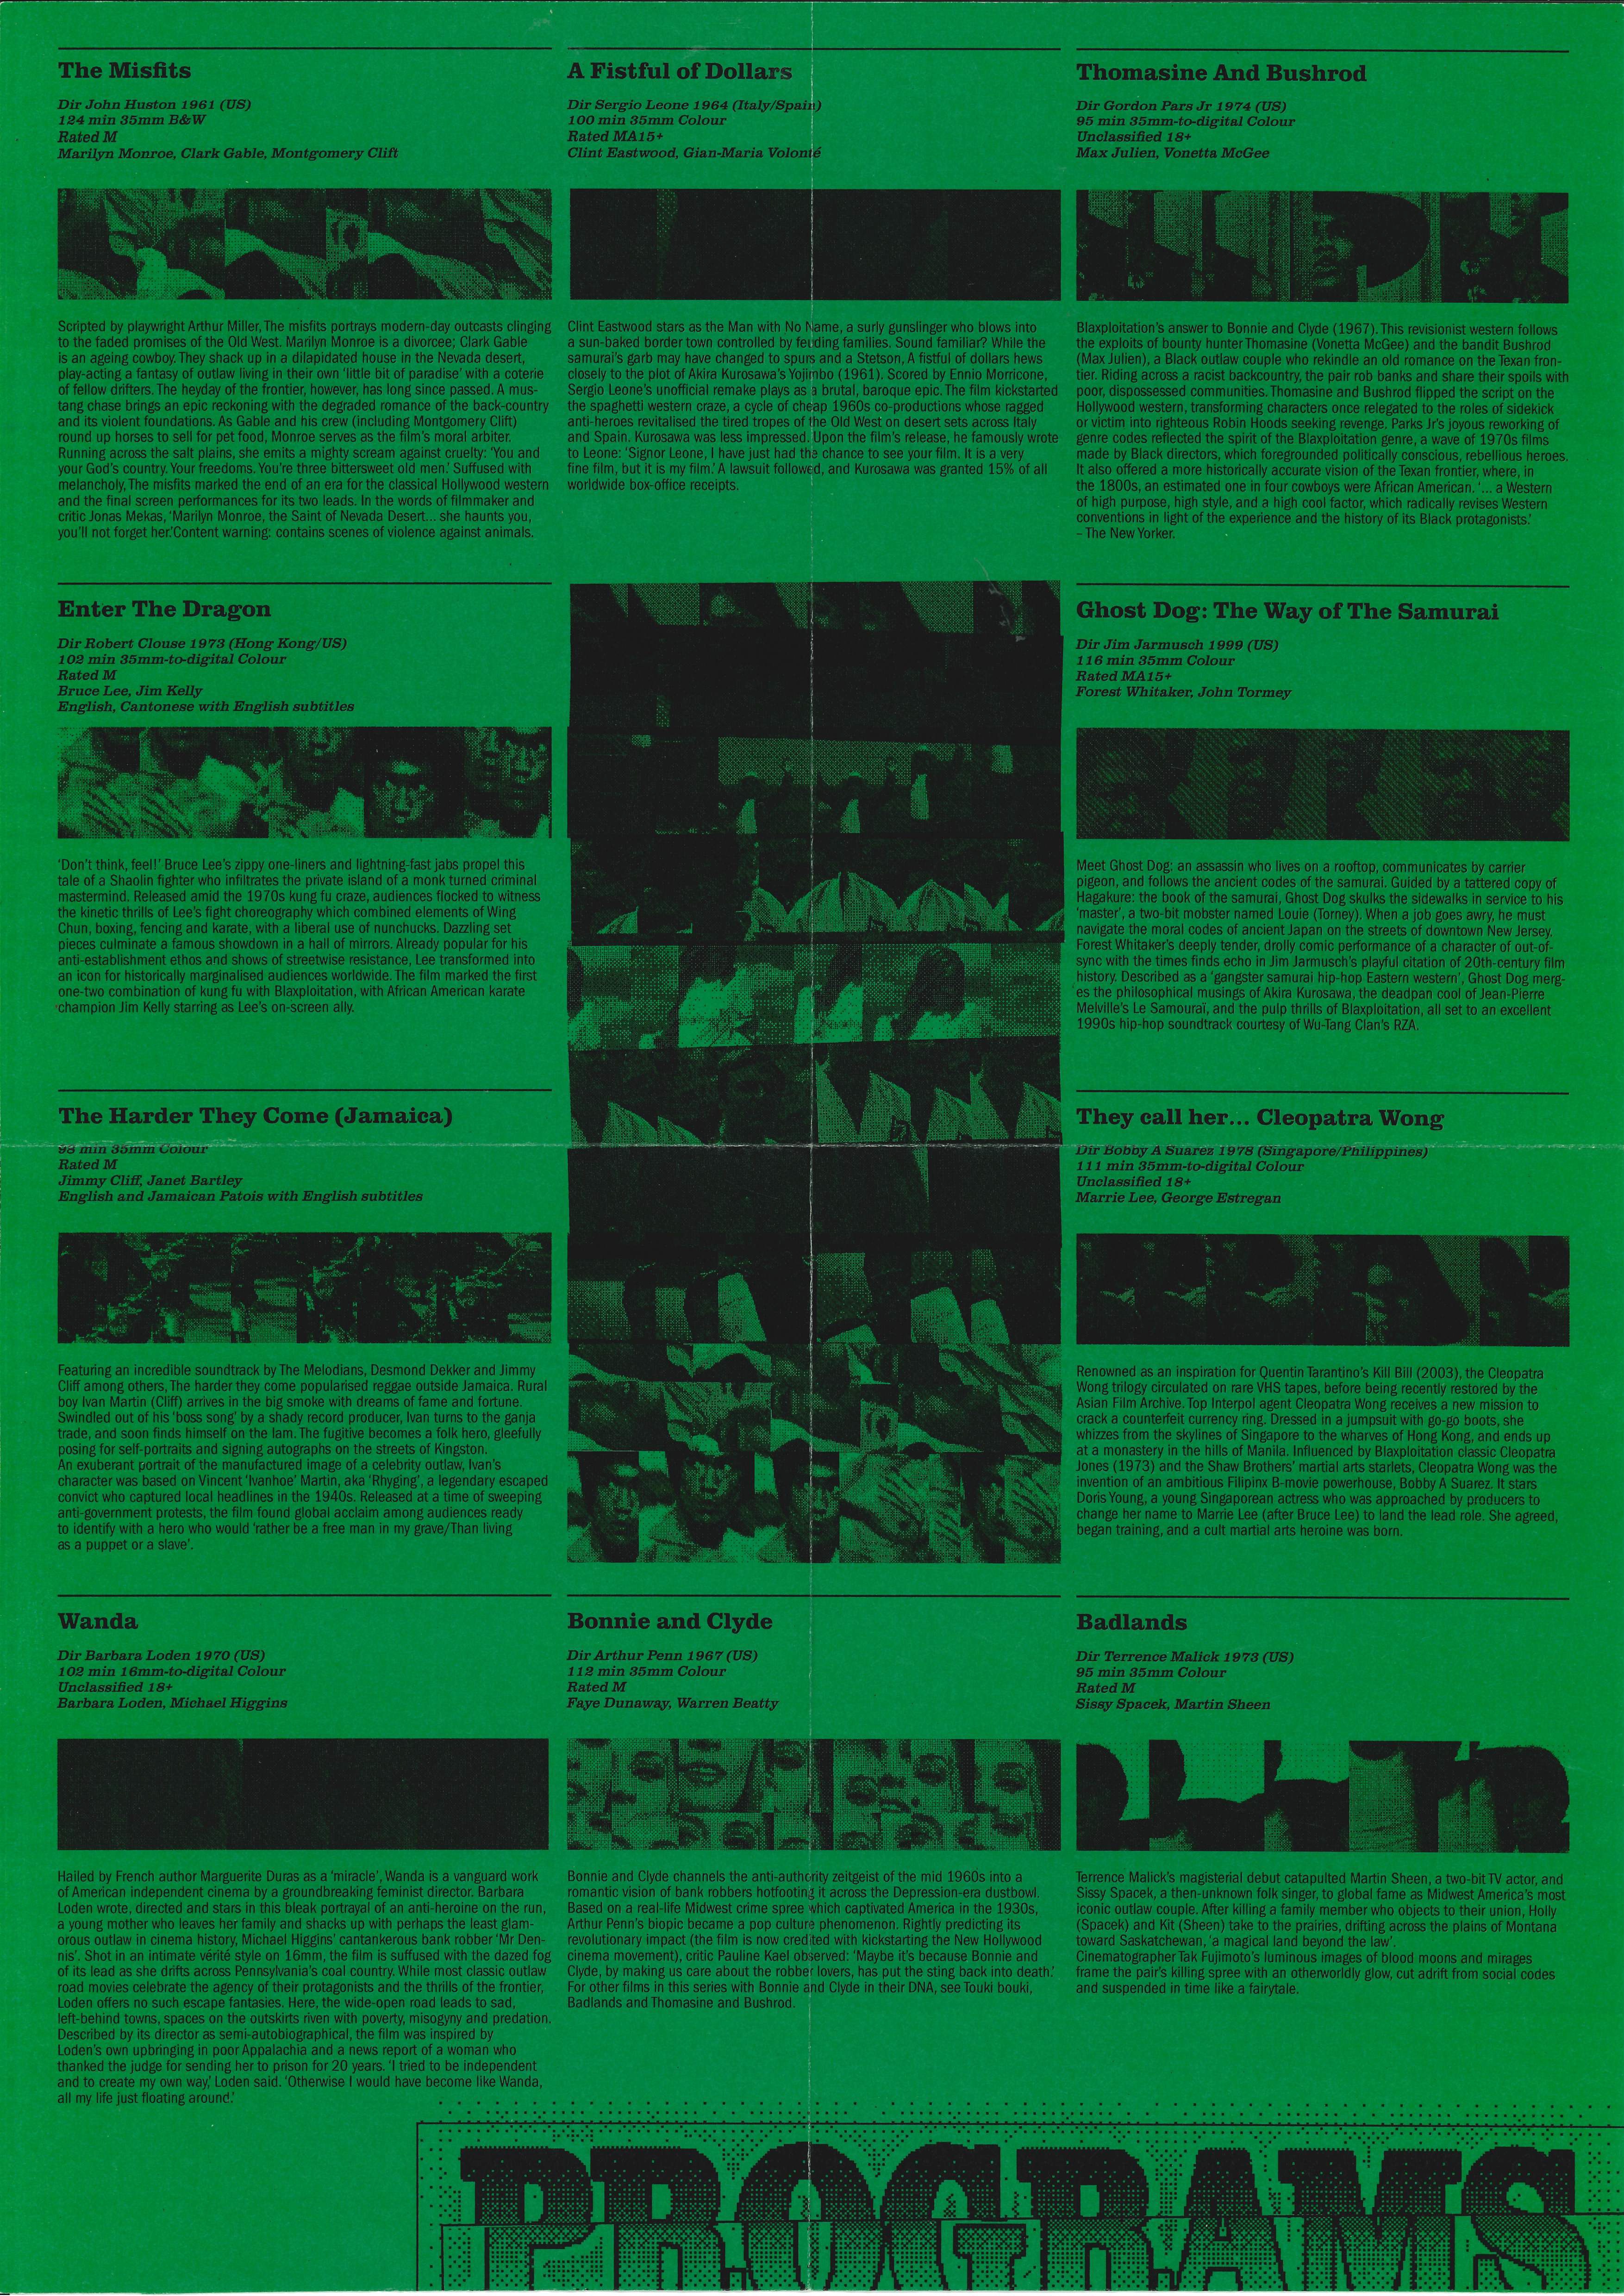 The Misfits
Dir John Huston 1961 (US)
124 min 35mm B&W
Rated M
Marilyn Monroe, Clark Gable, Montgomery Clift
Scripted by playwright Arthur Miller, The misfits portrays modern-day outcasts clinging
to the faded promises of the Old West. Marilyn Monroe is a divorcee; Clark Gable
is an ageing cowboy. They shack up in a dilapidated house in the Nevada desert,
play-acting a fantasy of outlaw living in their own 'little bit of paradise' with a coterie
of fellow drifters. The heyday of the frontier, however, has long since passed. A mus-
tang chase brings an epic reckoning with the degraded romance of the back-country
and its violent foundations. As Gable and his crew (including Montgomery Clift)
round up horses to sell for pet food, Monroe serves as the film's moral arbiter.
Running across the salt plains, she emits a mighty scream against cruelty: 'You and
your God's country. Your freedoms. You're three bittersweet old men.' Suffused with
melancholy, The misfits marked the end of an era for the classical Hollywood western
and the final screen performances for its two leads. In the words of filmmaker and
critic Jonas Mekas, 'Marilyn Monroe, the Saint of Nevada Desert... she haunts you,
you'll not forget her.'Content warning: contains scenes of violence against animals.
A Fistful of Dollars
Dir Sergio Leone 1964 (Italy/Spain)
100 min 35mm Colour
Rated MA15+
Clint Eastwood, Gian-Maria Volonté
Clint Eastwood stars as the Man with No Name, a surly gunslinger who blows into
a sun-baked border town controlled by feuding families. Sound familiar? While the
samurai's garb may have changed to spurs and a Stetson, A fistful of dollars hews
closely to the plot of Akira Kurosawa's Yojimbo (1961). Scored by Ennio Morricone,
Sergio Leone's unofficial remake plays as a brutal, baroque epic. The film kickstarted
the spaghetti western craze, a cycle of cheap 1960s co-productions whose ragged
anti-heroes revitalised the tired tropes of the Old West on desert sets across Italy
and Spain. Kurosawa was less impressed. Upon the film's release, he famously wrote
to Leone: 'Signor Leone, I have just had the chance to see your film. It is a very
fine film, but it is my film.' A lawsuit followed, and Kurosawa was granted 15% of all
worldwide box-office receipts.
Thomasine And Bushrod
Dir Gordon Pars Jr 1974 (US)
95 min 35mm-to-digital Colour
Unclassified 18+
Max Julien, Vonetta McGee
Blaxploitation's answer to Bonnie and Clyde (1967). This revisionist western follows
the exploits of bounty hunter Thomasine (Vonetta McGee) and the bandit Bushrod
(Max Julien), a Black outlaw couple who rekindle an old romance on the Texan fron-
tier. Riding across a racist backcountry, the pair rob banks and share their spoils with
poor, dispossessed communities. Thomasine and Bushrod flipped the script on the
Hollywood western, transforming characters once relegated to the roles of sidekick
or victim into righteous Robin Hoods seeking revenge. Parks Jr's joyous reworking of
genre codes reflected the spirit of the Blaxploitation genre, a wave of 1970s films
made by Black directors, which foregrounded politically conscious, rebellious heroes.
It also offered a more historically accurate vision of the Texan frontier, where, in
the 1800s, an estimated one in four cowboys were African American. '... a Western
of high purpose, high style, and a high cool factor, which radically revises Western
conventions in light of the experience and the history of its Black protagonists.'
– The New Yorker.
Enter The Dragon
Dir Robert Clouse 1973 (Hong Kong/US)
102 min 35mm-to-digital Colour
Rated M
Bruce Lee, Jim Kelly
English, Cantonese with English subtitles
'Don't think, feel!' Bruce Lee's zippy one-liners and lightning-fast jabs propel this
tale of a Shaolin fighter who infiltrates the private island of a monk turned criminal
mastermind. Released amid the 1970s kung fu craze, audiences flocked to witness
the kinetic thrills of Lee's fight choreography which combined elements of Wing
Chun, boxing, fencing and karate, with a liberal use of nunchucks. Dazzling set
pieces culminate a famous showdown in a hall of mirrors. Already popular for his
anti-establishment ethos and shows of streetwise resistance, Lee transformed into
an icon for historically marginalised audiences worldwide. The film marked the first
one-two combination of kung fu with Blaxploitation, with African American karate
champion Jim Kelly starring as Lee's on-screen ally.
Ghost Dog: The Way of The Samurai
Dir Jim Jarmusch 1999 (US)
116 min 35mm Colour
Rated MA15+
Forest Whitaker, John Tormey
Meet Ghost Dog: an assassin who lives on a rooftop, communicates by carrier
pigeon, and follows the ancient codes of the samurai. Guided by a tattered copy of
Hagakure: the book of the samurai, Ghost Dog skulks the sidewalks in service to his
'master', a two-bit mobster named Louie (Torney). When a job goes awry, he must
navigate the moral codes of ancient Japan on the streets of downtown New Jersey.
Forest Whitaker's deeply tender, drolly comic performance of a character of out-of-
sync with the times finds echo in Jim Jarmusch's playful citation of 20th-century film
history. Described as a 'gangster samurai hip-hop Eastern western', Ghost Dog merg-
es the philosophical musings of Akira Kurosawa, the deadpan cool of Jean-Pierre
Melville's Le Samouraï, and the pulp thrills of Blaxploitation, all set to an excellent
1990s hip-hop soundtrack courtesy of Wu-Tang Clan's RZA.
The Harder They Come (Jamaica)
93 min 35mm Colour
Rated M
Jimmy Cliff, Janet Bartley
English and Jamaican Patois with English subtitles
Featuring an incredible soundtrack by The Melodians, Desmond Dekker and Jimmy
Cliff among others, The harder they come popularised reggae outside Jamaica. Rural
boy Ivan Martin (Cliff) arrives in the big smoke with dreams of fame and fortune.
Swindled out of his 'boss song' by a shady record producer, Ivan turns to the ganja
trade, and soon finds himself on the lam. The fugitive becomes a folk hero, gleefully
posing for self-portraits and signing autographs on the streets of Kingston.
An exuberant portrait of the manufactured image of a celebrity outlaw, Ivan's
character was based on Vincent 'Ivanhoe' Martin, aka 'Rhyging', a legendary escaped
convict who captured local headlines in the 1940s. Released at a time of sweeping
anti-government protests, the film found global acclaim among audiences ready
to identify with a hero who would 'rather be a free man in my grave/Than living
as a puppet or a slave'.
They call her... Cleopatra Wong
Dir Bobby A Suarez 1978 (Singapore/Philippines)
111 min 35mm-to-digital Colour
Unclassified 18+
Marrie Lee, George Estregan
Renowned as an inspiration for Quentin Tarantino's Kill Bill (2003), the Cleopatra
Wong trilogy circulated on rare VHS tapes, before being recently restored by the
Asian Film Archive. Top Interpol agent Cleopatra Wong receives a new mission to
crack a counterfeit currency ring. Dressed in a jumpsuit with go-go boots, she
whizzes from the skylines of Singapore to the wharves of Hong Kong, and ends up
at a monastery in the hills of Manila. Influenced by Blaxploitation classic Cleopatra
Jones (1973) and the Shaw Brothers' martial arts starlets, Cleopatra Wong was the
invention of an ambitious Filipinx B-movie powerhouse, Bobby A Suarez. It stars
Doris Young, a young Singaporean actress who was approached by producers to
change her name to Marrie Lee (after Bruce Lee) to land the lead role. She agreed,
began training, and a cult martial arts heroine was born.
Wanda
Dir Barbara Loden 1970 (US)
102 min 16mm-to-digital Colour
Unclassified 18+
Barbara Loden, Michael Higgins
Hailed by French author Marguerite Duras as a 'miracle', Wanda is a vanguard work
of American independent cinema by a groundbreaking feminist director. Barbara
Loden wrote, directed and stars in this bleak portrayal of an anti-heroine on the run,
a young mother who leaves her family and shacks up with perhaps the least glam-
orous outlaw in cinema history, Michael Higgins' cantankerous bank robber 'Mr Den-
nis'. Shot in an intimate vérité style on 16mm, the film is suffused with the dazed fog
of its lead as she drifts across Pennsylvania's coal country. While most classic outlaw
road movies celebrate the agency of their protagonists and the thrills of the frontier,
Loden offers no such escape fantasies. Here, the wide-open road leads to sad,
left-behind towns, spaces on the outskirts riven with poverty, misogyny and predation.
Described by its director as semi-autobiographical, the film was inspired by
Loden's own upbringing in poor Appalachia and a news report of a woman who
thanked the judge for sending her to prison for 20 years. 'I tried to be independent
and to create my own way,' Loden said. 'Otherwise I would have become like Wanda,
all my life just floating around.'
Bonnie and Clyde
Dir Arthur Penn 1967 (US)
112 min 35mm Colour
Rated M
Faye Dunaway, Warren Beatty
Bonnie and Clyde channels the anti-authority zeitgeist of the mid 1960s into a
romantic vision of bank robbers hotfooting it across the Depression-era dustbowl.
Based on a real-life Midwest crime spree which captivated America in the 1930s,
Arthur Penn's biopic became a pop culture phenomenon. Rightly predicting its
revolutionary impact (the film is now credited with kickstarting the New Hollywood
cinema movement), critic Pauline Kael observed: 'Maybe it's because Bonnie and
Clyde, by making us care about the robber lovers, has put the sting back into death.'
For other films in this series with Bonnie and Clyde in their DNA, see Touki bouki,
Badlands and Thomasine and Bushrod.
Badlands
Dir Terrence Malick 1973 (US)
95 min 35mm Colour
Rated M
Sissy Spacek, Martin Sheen
Terrence Malick's magisterial debut catapulted Martin Sheen, a two-bit TV actor, and
Sissy Spacek, a then-unknown folk singer, to global fame as Midwest America's most
iconic outlaw couple. After killing a family member who objects to their union, Holly
(Spacek) and Kit (Sheen) take to the prairies, drifting across the plains of Montana
toward Saskatchewan, 'a magical land beyond the law'.
Cinematographer Tak Fujimoto's luminous images of blood moons and mirages
frame the pair's killing spree with an otherworldly glow, cut adrift from social codes
and suspended in time like a fairytale.
PROGRAMS